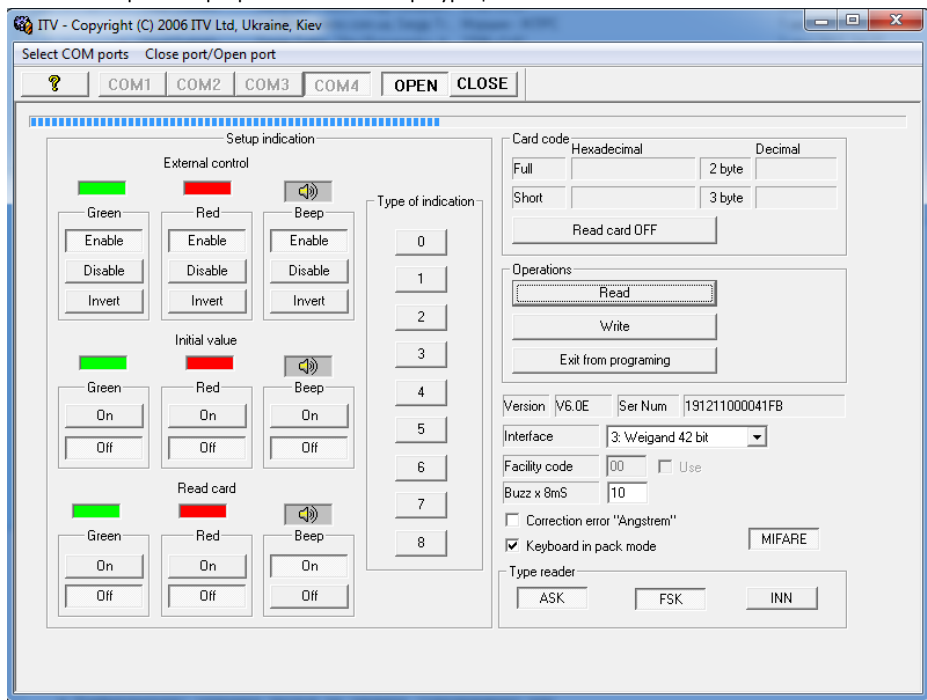 ITV - Copyright (C) 2006 ITV Ltd, Ukraine, Kiev
Select COM ports Close port/Open port
? COM1 COM2 COM3 COM4 OPEN CLOSE
Setup indication
External control
Green Red Beep
Enable Enable Enable
Disable Disable Disable
Invert Invert Invert
Initial value
Green Red Beep
On On On
Off Off Off
Read card
Green Red Beep
On On On
Off Off Off
Type of indication
0
1
2
3
4
5
6
7
8
Card code
Hexadecimal Decimal
Full 2 byte
Short 3 byte
Read card OFF
Operations
Read
Write
Exit from programing
Version V6.0E Ser Num 191211000041FB
Interface 3: Weigand 42 bit
Facility code 00 Use
Buzz x 8mS 10
Correction error "Angstrem"
Keyboard in pack mode
MIFARE
Type reader
ASK FSK INN